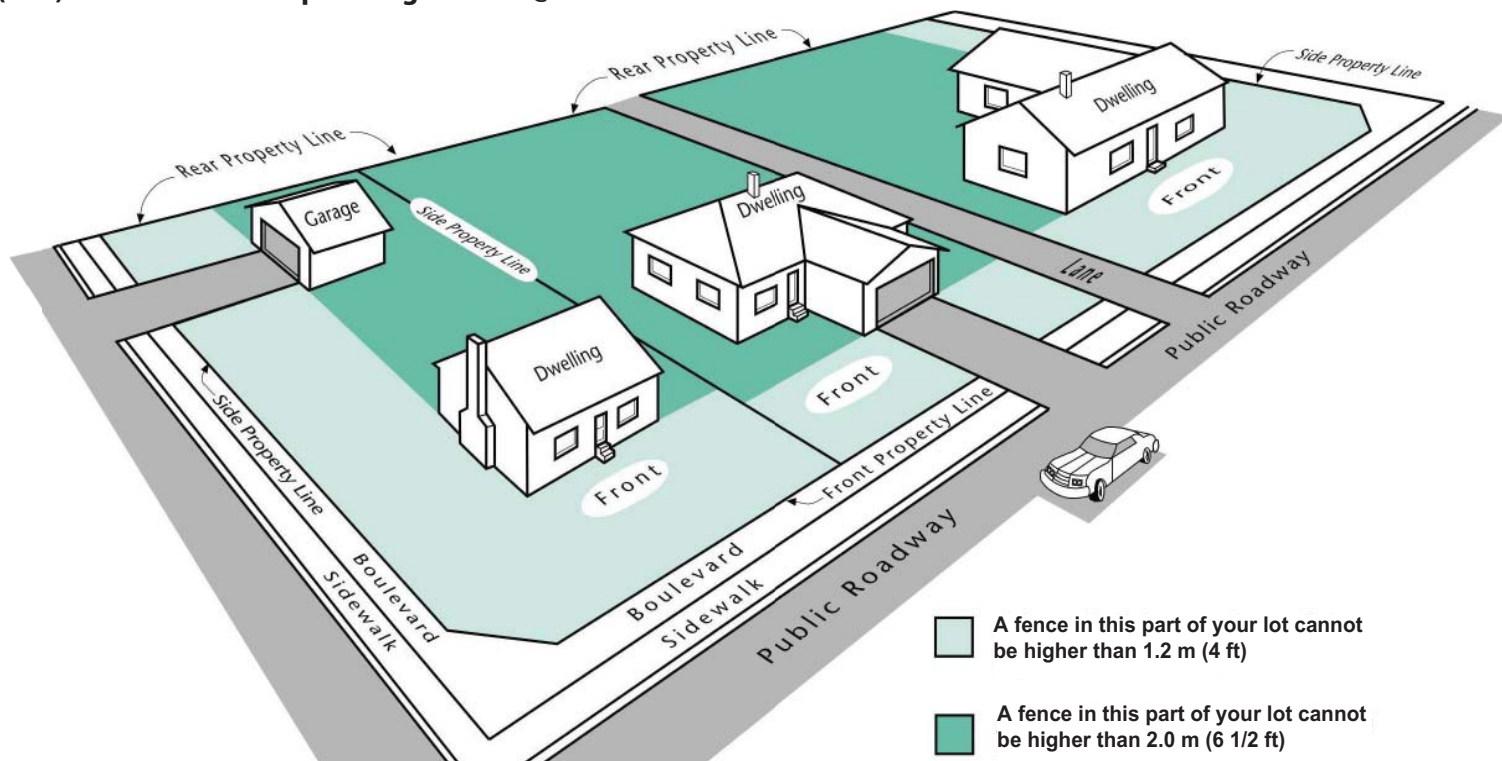 Rear Property Line
Side Property Line
Dwelling
Rear Property Line
Front
Garage
Side Property Line
Dwelling
Lane
Public Roadway
Dwelling
Front
Side Property Line
Front
Front Property Line
Boulevard
Sidewalk
Boulevard
Sidewalk
Public Roadway
A fence in this part of your lot cannot
be higher than 1.2 m (4 ft)
A fence in this part of your lot cannot
be higher than 2.0 m (6 1/2 ft)